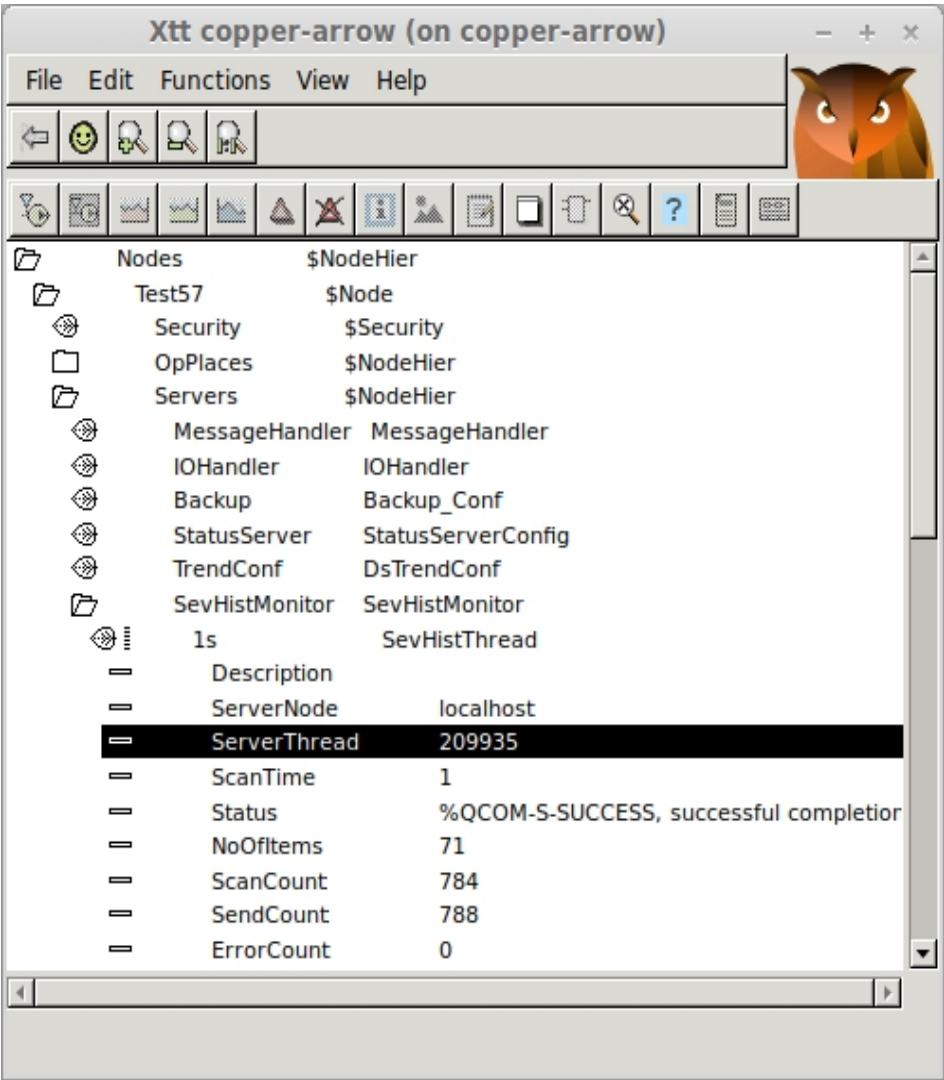 Xtt copper-arrow (on copper-arrow)
File Edit Functions View Help
Nodes $NodeHier
Test57 $Node
Security $Security
OpPlaces $NodeHier
Servers $NodeHier
MessageHandler MessageHandler
IOHandler IOHandler
Backup Backup_Conf
StatusServer StatusServerConfig
TrendConf DsTrendConf
SevHistMonitor SevHistMonitor
1s SevHistThread
Description
ServerNode localhost
ServerThread 209935
ScanTime 1
Status %QCOM-S-SUCCESS, successful completion
NoOfItems 71
ScanCount 784
SendCount 788
ErrorCount 0